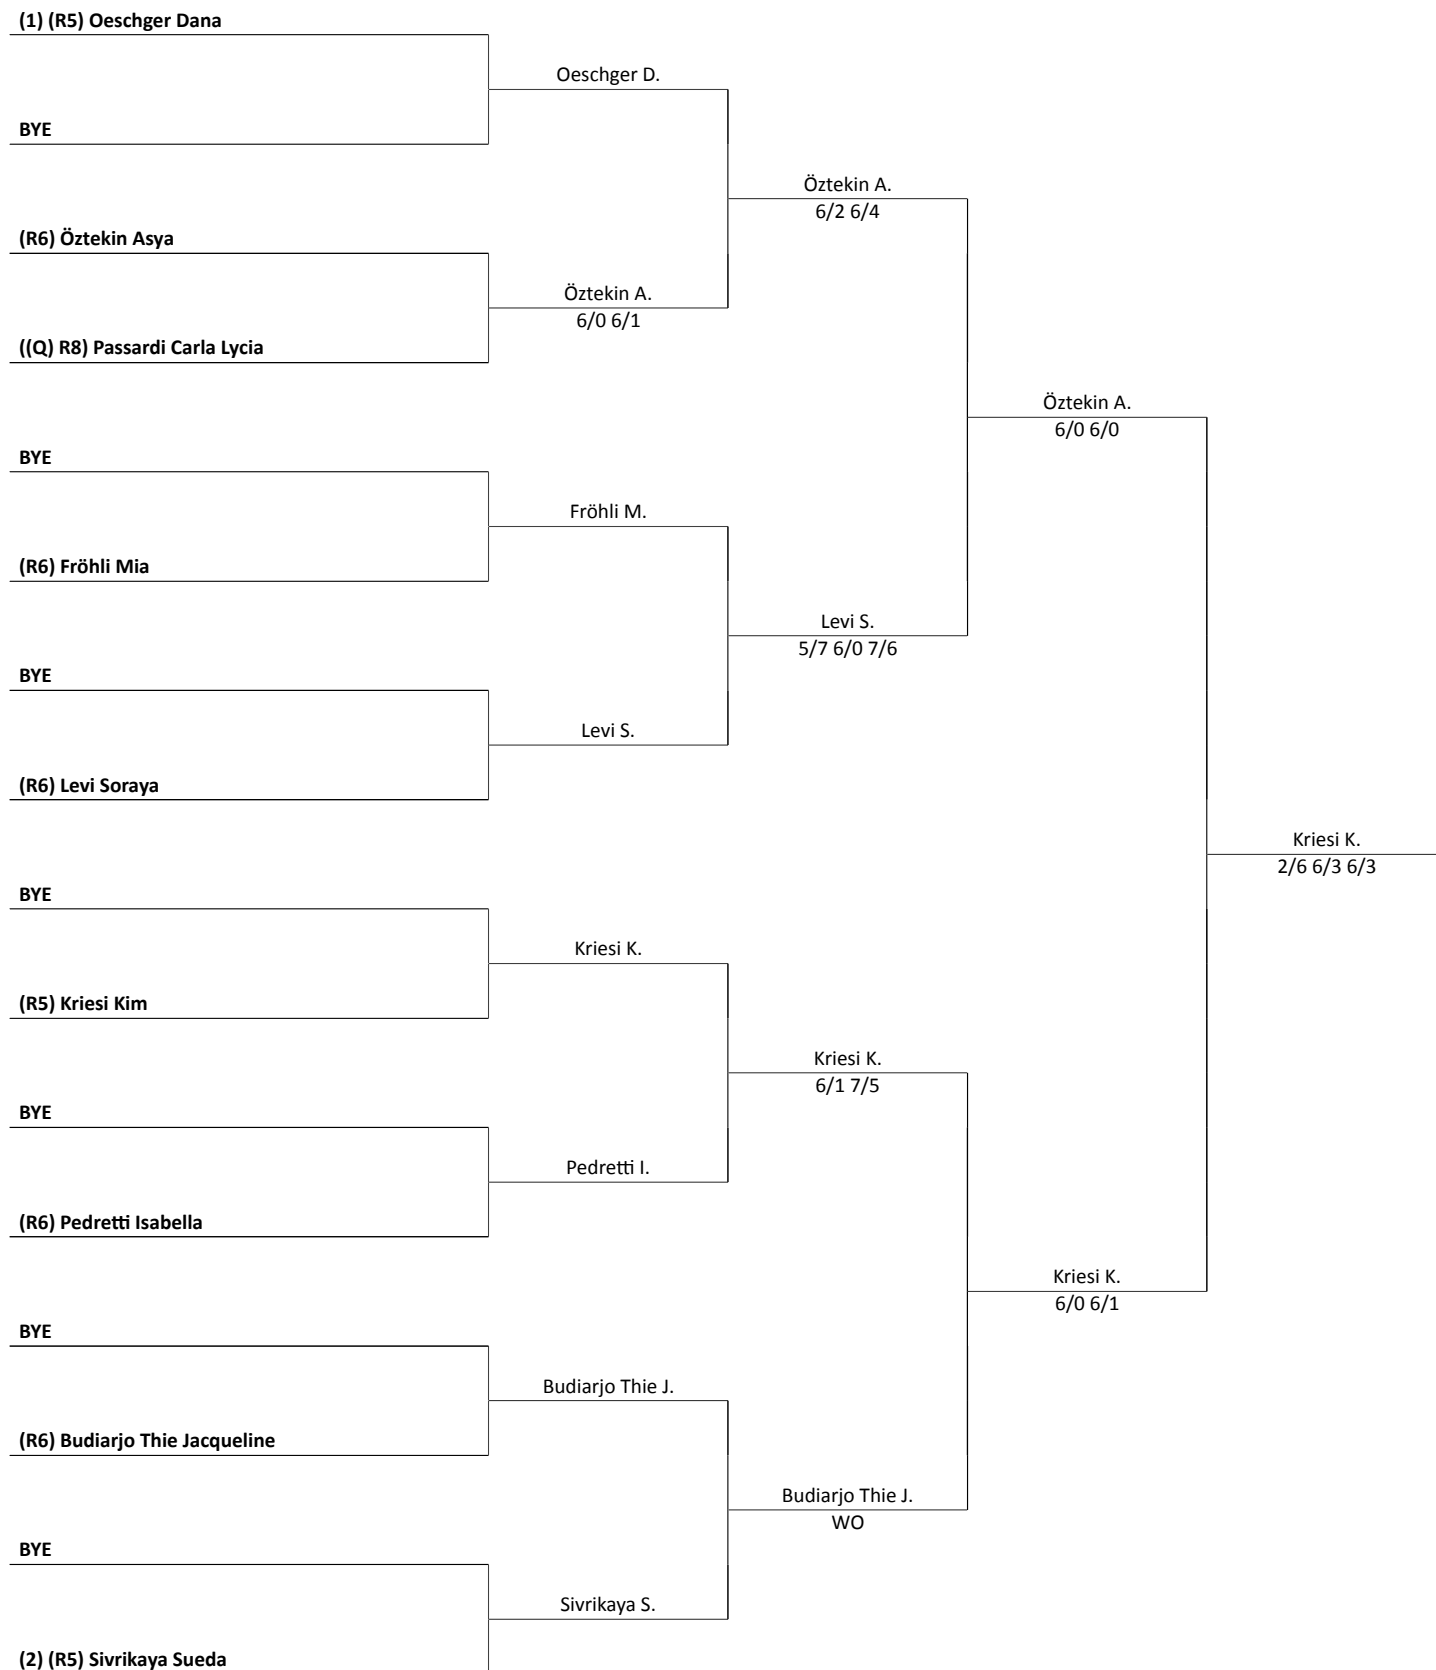 (1) (R5) Oeschger Dana
Oeschger D.
BYE
Öztekin A.
6/2 6/4
(R6) Öztekin Asya
Öztekin A.
6/0 6/1
((Q) R8) Passardi Carla Lycia
Öztekin A.
6/0 6/0
BYE
Fröhli M.
(R6) Fröhli Mia
Levi S.
5/7 6/0 7/6
BYE
Levi S.
(R6) Levi Soraya
Kriesi K.
2/6 6/3 6/3
BYE
Kriesi K.
(R5) Kriesi Kim
Kriesi K.
6/1 7/5
BYE
Pedretti I.
(R6) Pedretti Isabella
Kriesi K.
6/0 6/1
BYE
Budiarjo Thie J.
(R6) Budiarjo Thie Jacqueline
Budiarjo Thie J.
WO
BYE
Sivrikaya S.
(2) (R5) Sivrikaya Sueda